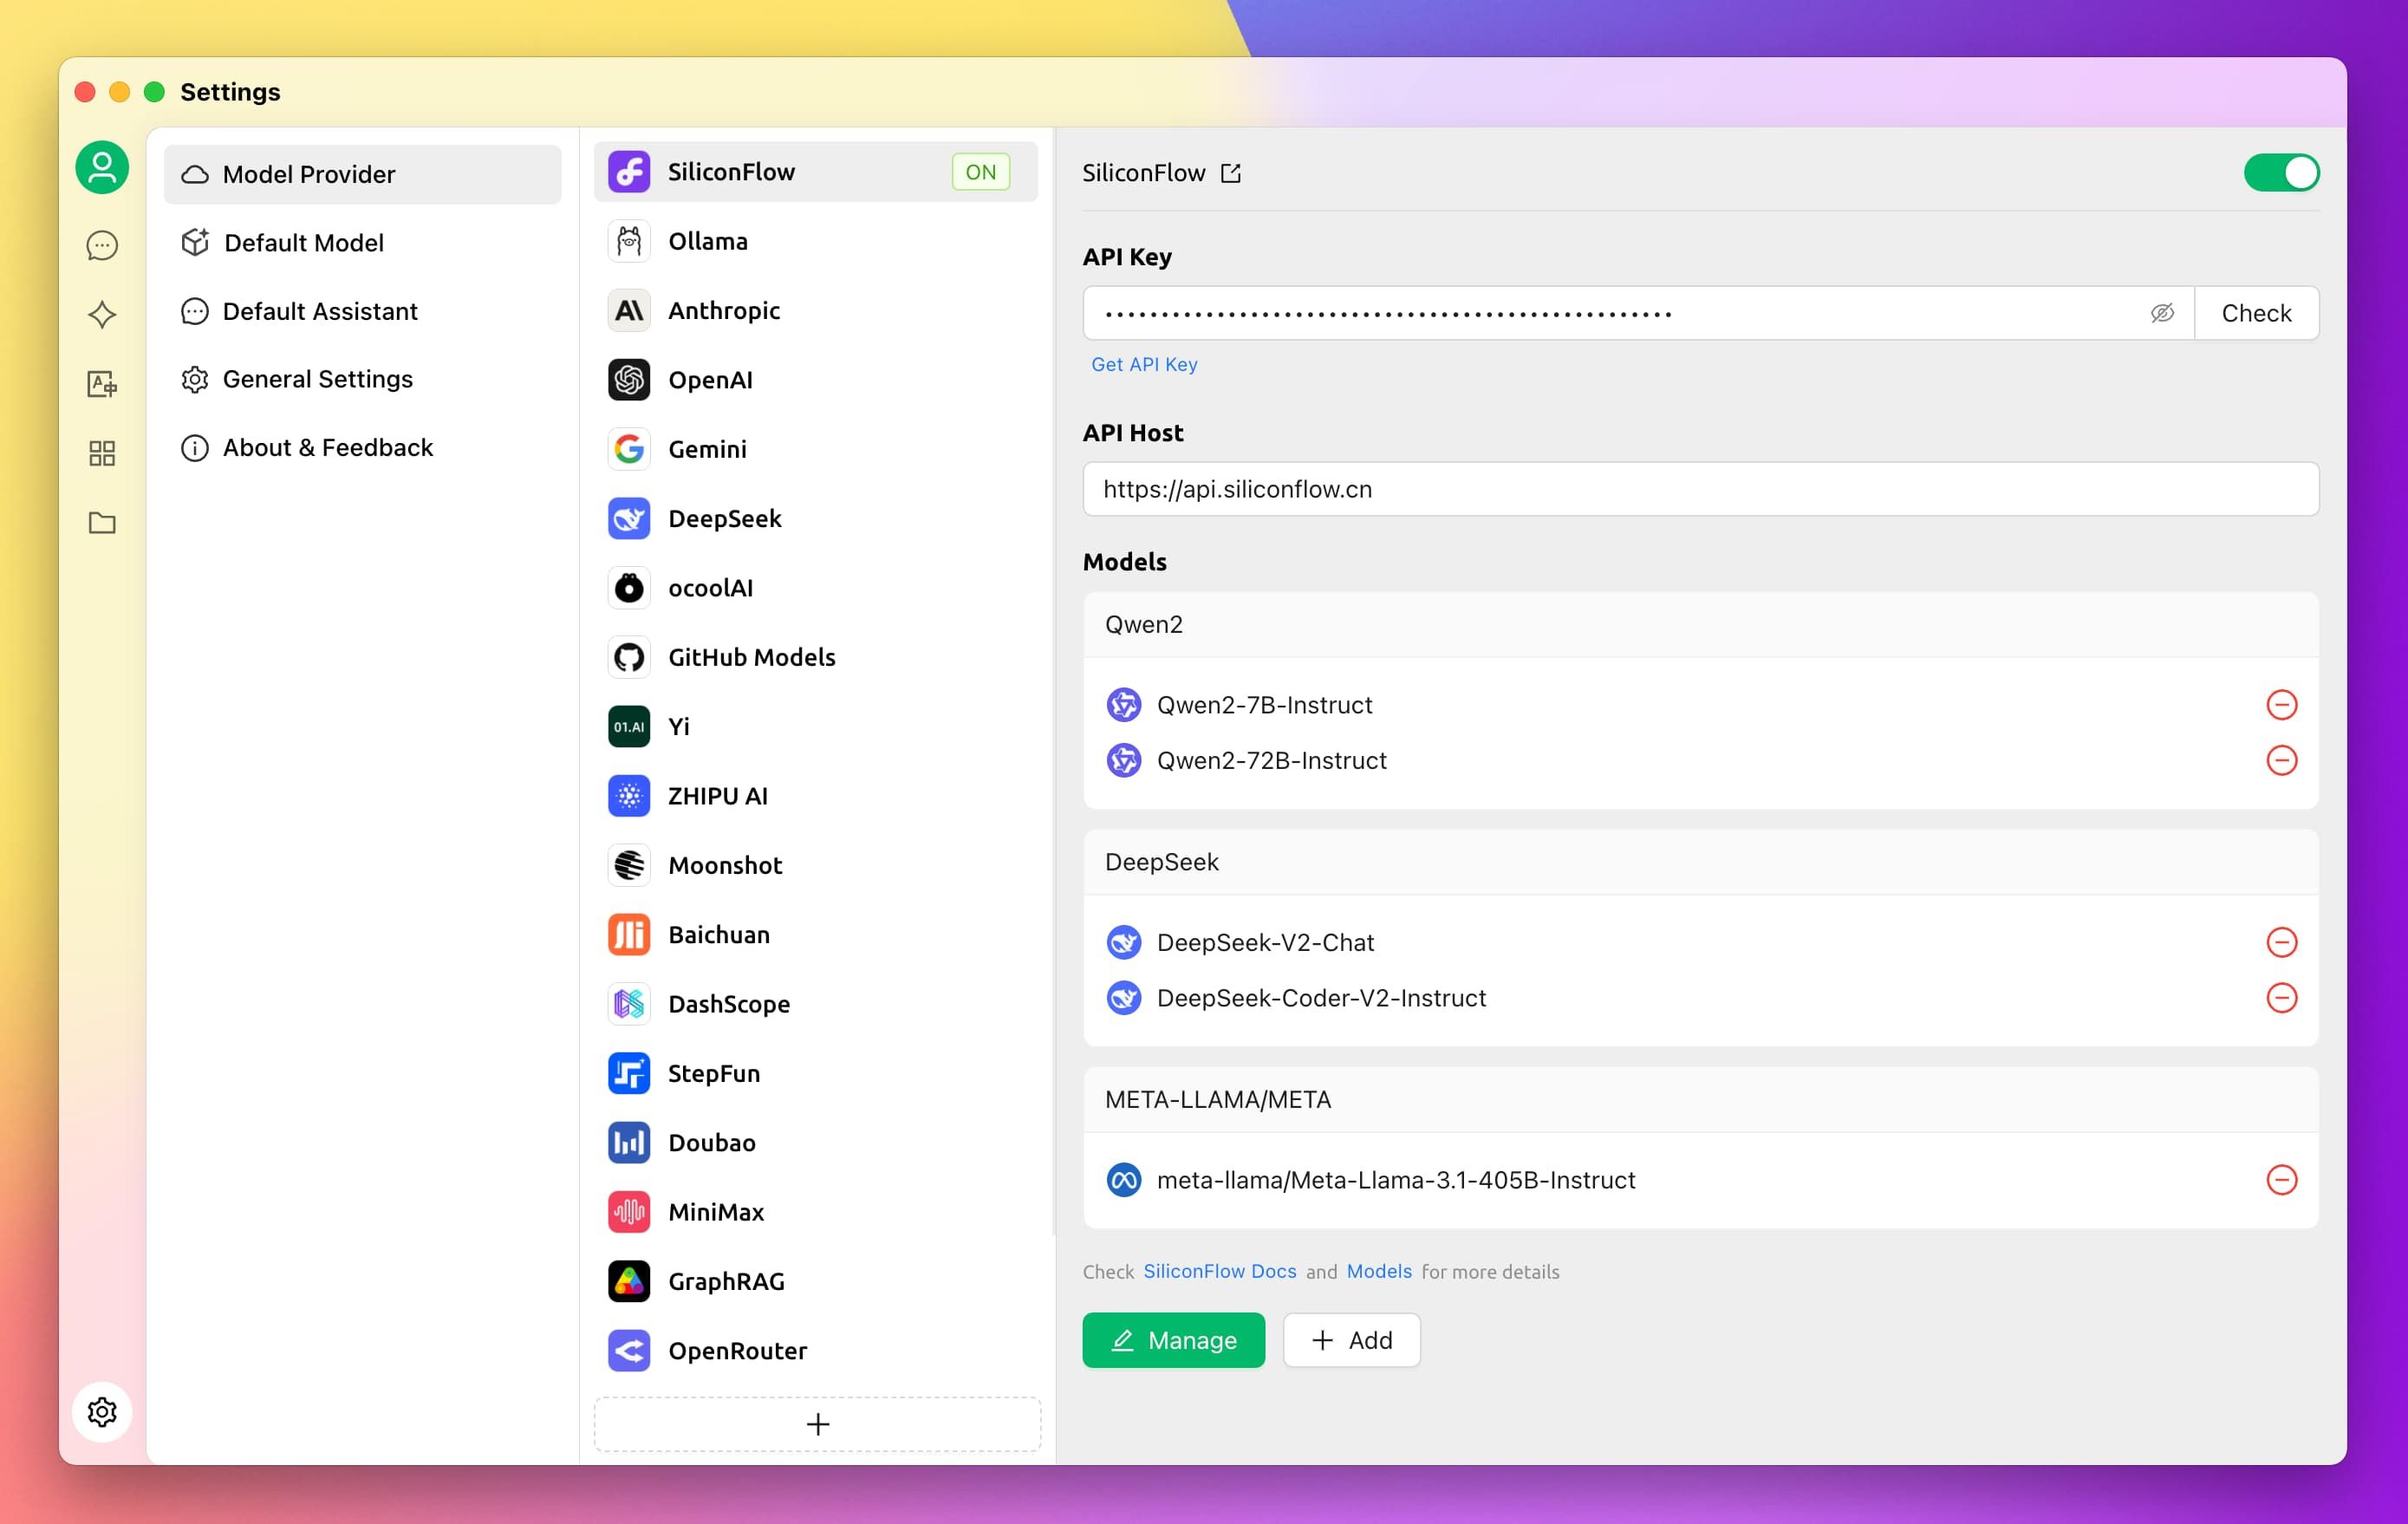 Settings
Model Provider
Default Model
Default Assistant
General Settings
About & Feedback
SiliconFlow ON
Ollama
Anthropic
OpenAI
Gemini
DeepSeek
ocoolAI
GitHub Models
01.AI Yi
ZHIPU AI
Moonshot
Baichuan
DashScope
StepFun
Doubao
MiniMax
GraphRAG
OpenRouter
SiliconFlow
API Key
Check
Get API Key
API Host
https://api.siliconflow.cn
Models
Qwen2
Qwen2-7B-Instruct
Qwen2-72B-Instruct
DeepSeek
DeepSeek-V2-Chat
DeepSeek-Coder-V2-Instruct
META-LLAMA/META
meta-llama/Meta-Llama-3.1-405B-Instruct
Check SiliconFlow Docs and Models for more details
Manage
Add